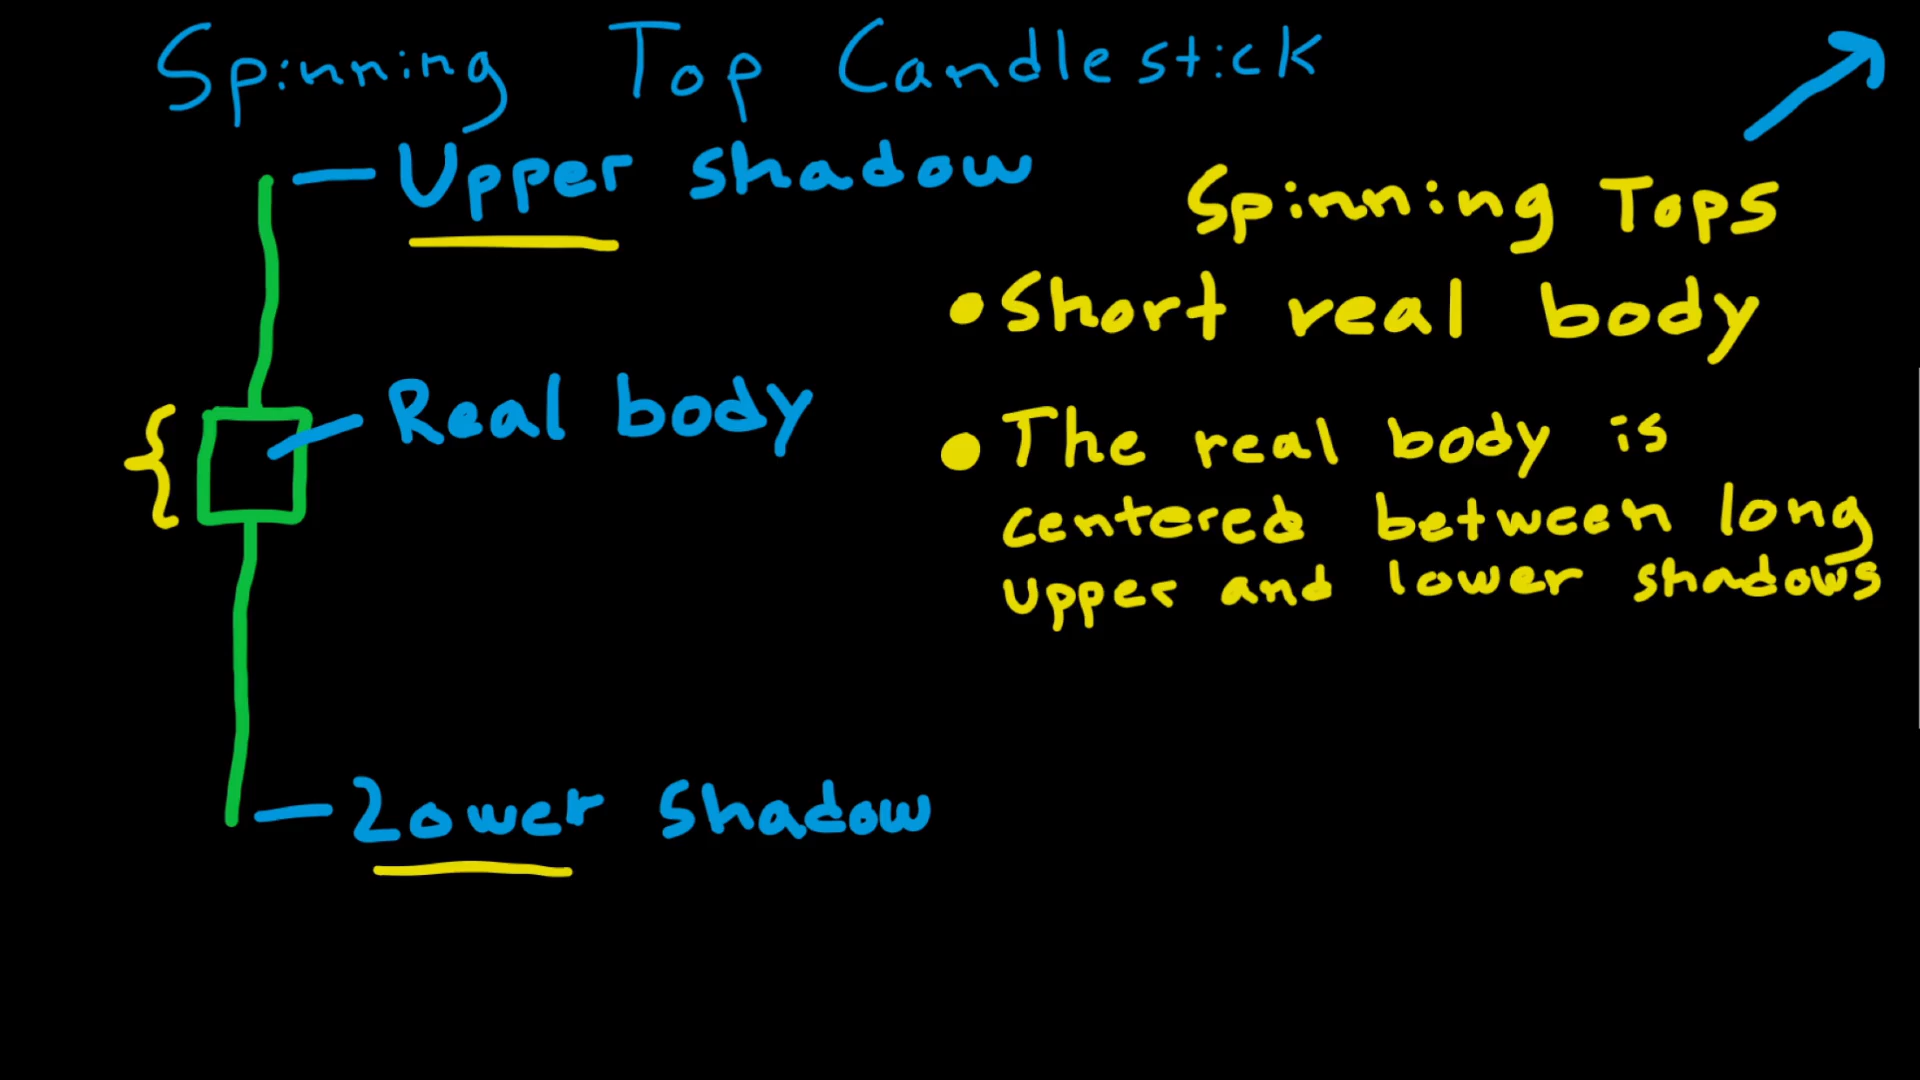 Spinning Top Candlestick
Upper shadow
Real body
Lower shadow
Spinning Tops
• Short real body
• The real body is
centered between long
upper and lower shadows